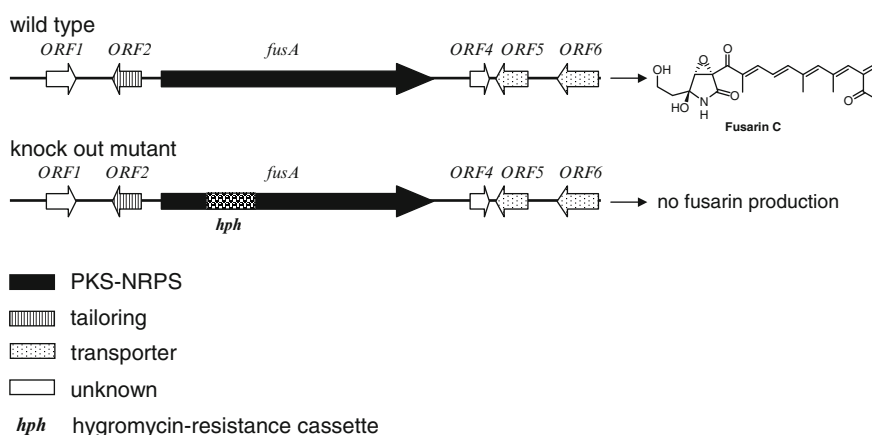 wild type
ORF1 ORF2 fusA ORF4 ORF5 ORF6
OH
HO
O
O
N
H
O
O
Fusarin C
knock out mutant
ORF1 ORF2 fusA ORF4 ORF5 ORF6
hph
no fusarin production
PKS-NRPS
tailoring
transporter
unknown
hph hygromycin-resistance cassette